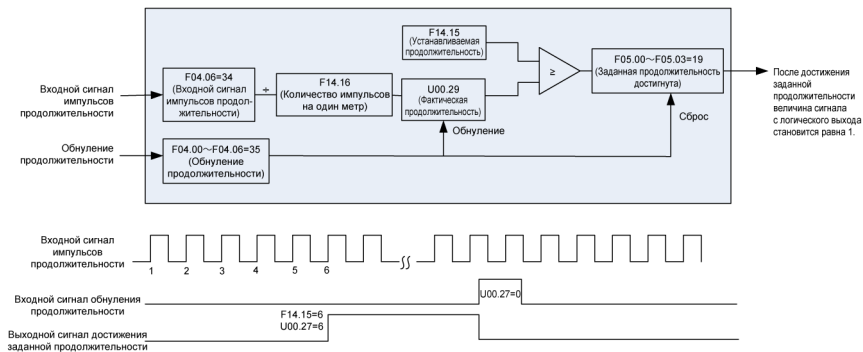 F14.15
(Устанавливаемая
продолжительность)
F04.06=34
(Входной сигнал
импульсов продол-
жительности)
÷
F14.16
(Количество импульсов
на один метр)
U00.29
(Фактическая
продолжительность)
≥
F05.00~F05.03=19
(Заданная продолжительность
достигнута)
После достижения
заданной
продолжительности
величина сигнала
с логического выхода
становится равна 1.
Входной сигнал
импульсов
продолжительности
Обнуление
Сброс
Обнуление
продолжительности
F04.00~F04.06=35
(Обнуление
продолжительности)
Входной сигнал
импульсов
продолжительности
1 2 3 4 5 6
Входной сигнал обнуления
продолжительности
U00.27=0
F14.15=6
U00.27=6
Выходной сигнал достижения
заданной продолжительности